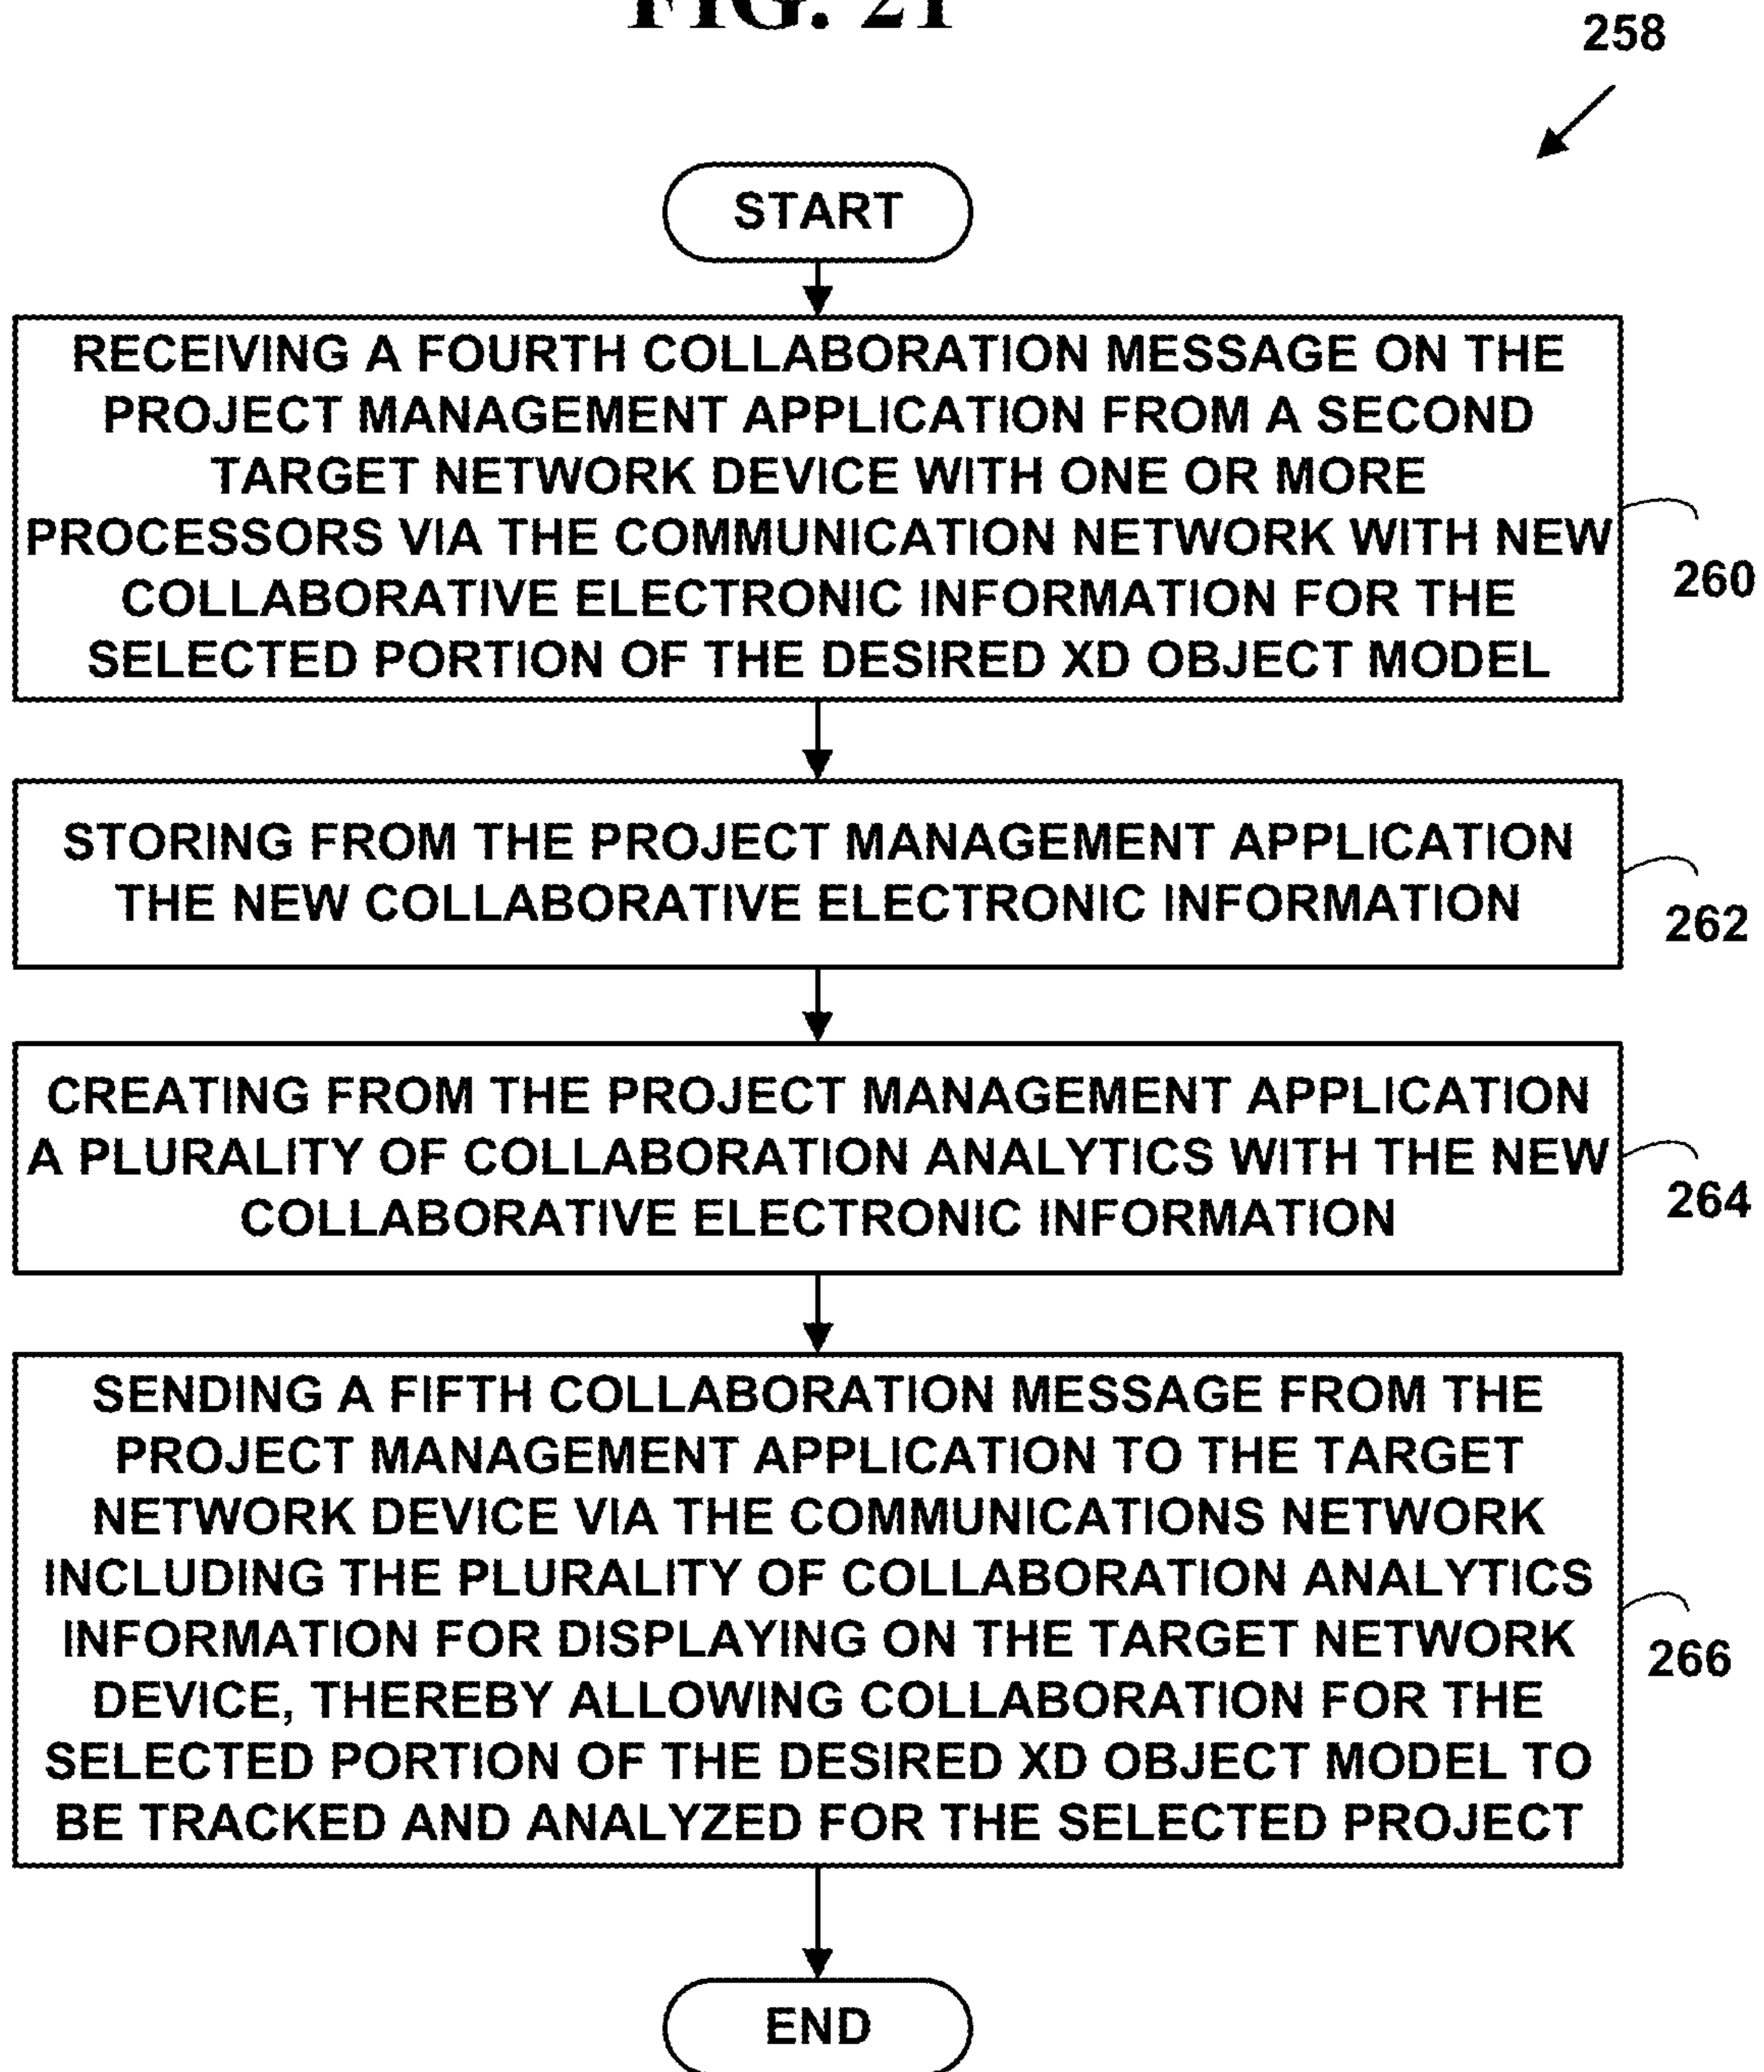 FIG. 21
258
START
RECEIVING A FOURTH COLLABORATION MESSAGE ON THE
PROJECT MANAGEMENT APPLICATION FROM A SECOND
TARGET NETWORK DEVICE WITH ONE OR MORE
PROCESSORS VIA THE COMMUNICATION NETWORK WITH NEW
COLLABORATIVE ELECTRONIC INFORMATION FOR THE
SELECTED PORTION OF THE DESIRED XD OBJECT MODEL
260
STORING FROM THE PROJECT MANAGEMENT APPLICATION
THE NEW COLLABORATIVE ELECTRONIC INFORMATION
262
CREATING FROM THE PROJECT MANAGEMENT APPLICATION
A PLURALITY OF COLLABORATION ANALYTICS WITH THE NEW
COLLABORATIVE ELECTRONIC INFORMATION
264
SENDING A FIFTH COLLABORATION MESSAGE FROM THE
PROJECT MANAGEMENT APPLICATION TO THE TARGET
NETWORK DEVICE VIA THE COMMUNICATIONS NETWORK
INCLUDING THE PLURALITY OF COLLABORATION ANALYTICS
INFORMATION FOR DISPLAYING ON THE TARGET NETWORK
DEVICE, THEREBY ALLOWING COLLABORATION FOR THE
SELECTED PORTION OF THE DESIRED XD OBJECT MODEL TO
BE TRACKED AND ANALYZED FOR THE SELECTED PROJECT
266
END